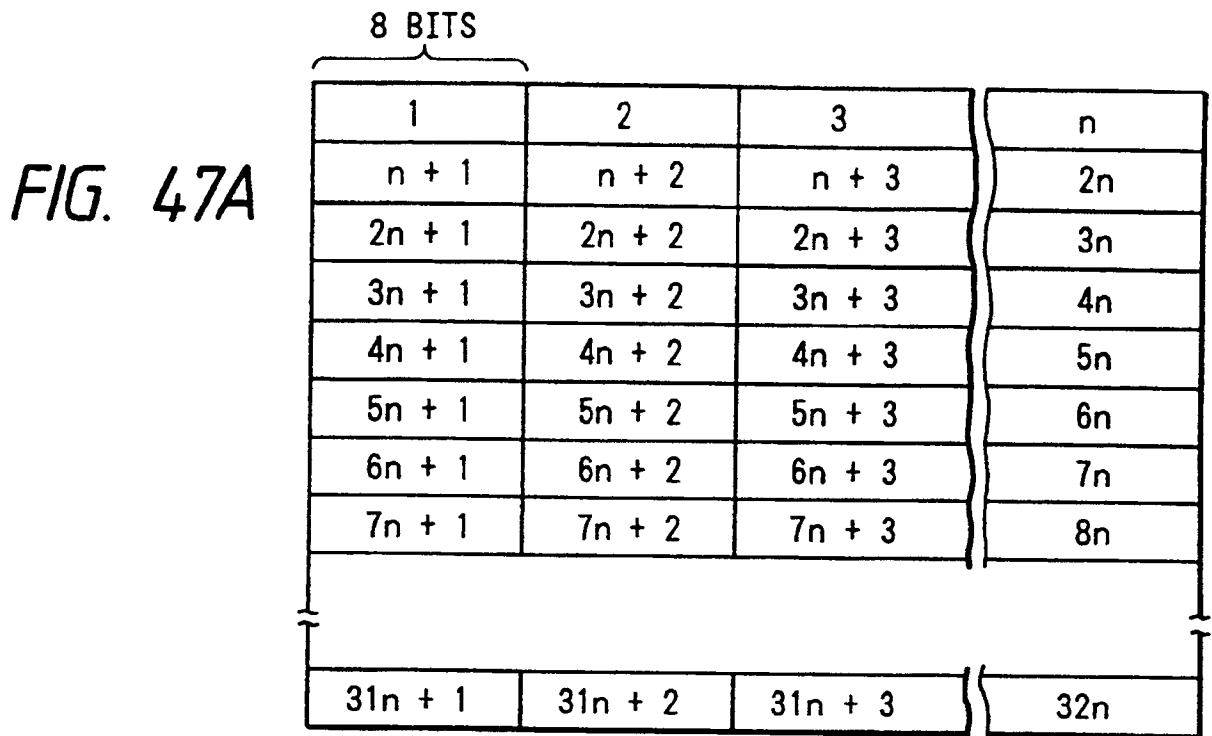 8 BITS
FIG. 47A
1 2 3 n
n + 1 n + 2 n + 3 2n
2n + 1 2n + 2 2n + 3 3n
3n + 1 3n + 2 3n + 3 4n
4n + 1 4n + 2 4n + 3 5n
5n + 1 5n + 2 5n + 3 6n
6n + 1 6n + 2 6n + 3 7n
7n + 1 7n + 2 7n + 3 8n
31n + 1 31n + 2 31n + 3 32n